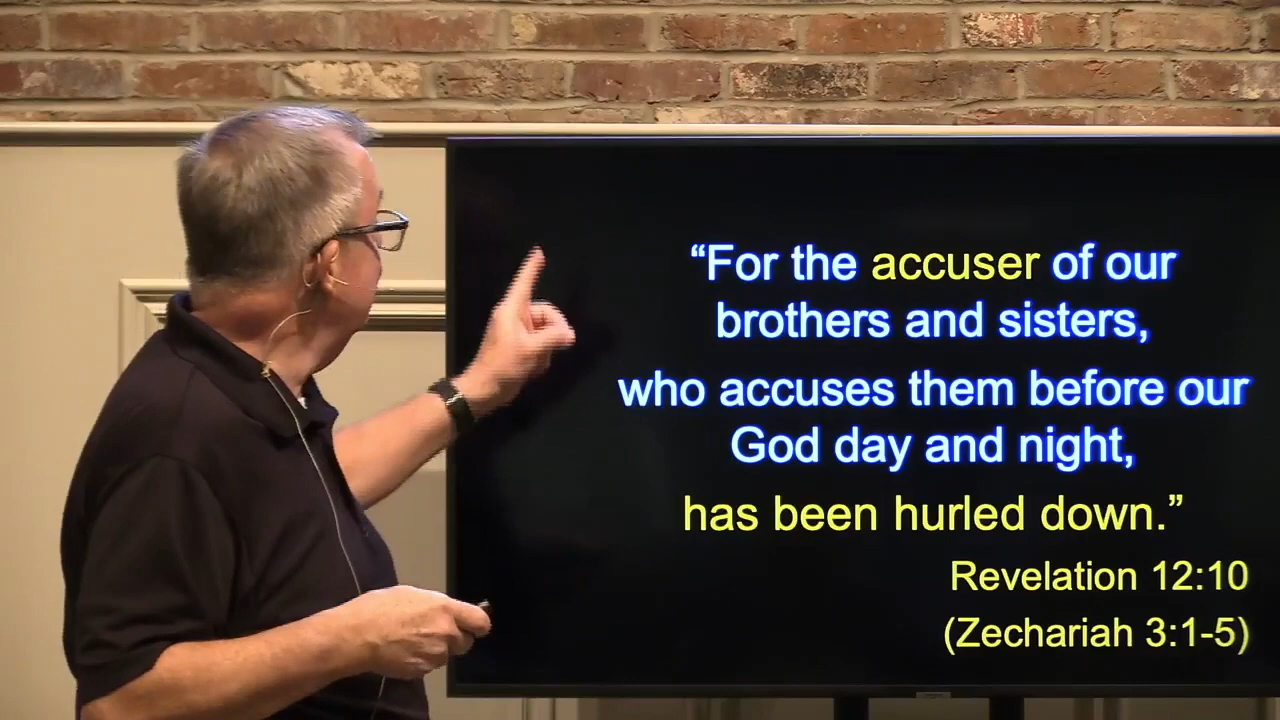 “For the accuser of our
brothers and sisters,
who accuses them before our
God day and night,
has been hurled down.”
Revelation 12:10
(Zechariah 3:1-5)